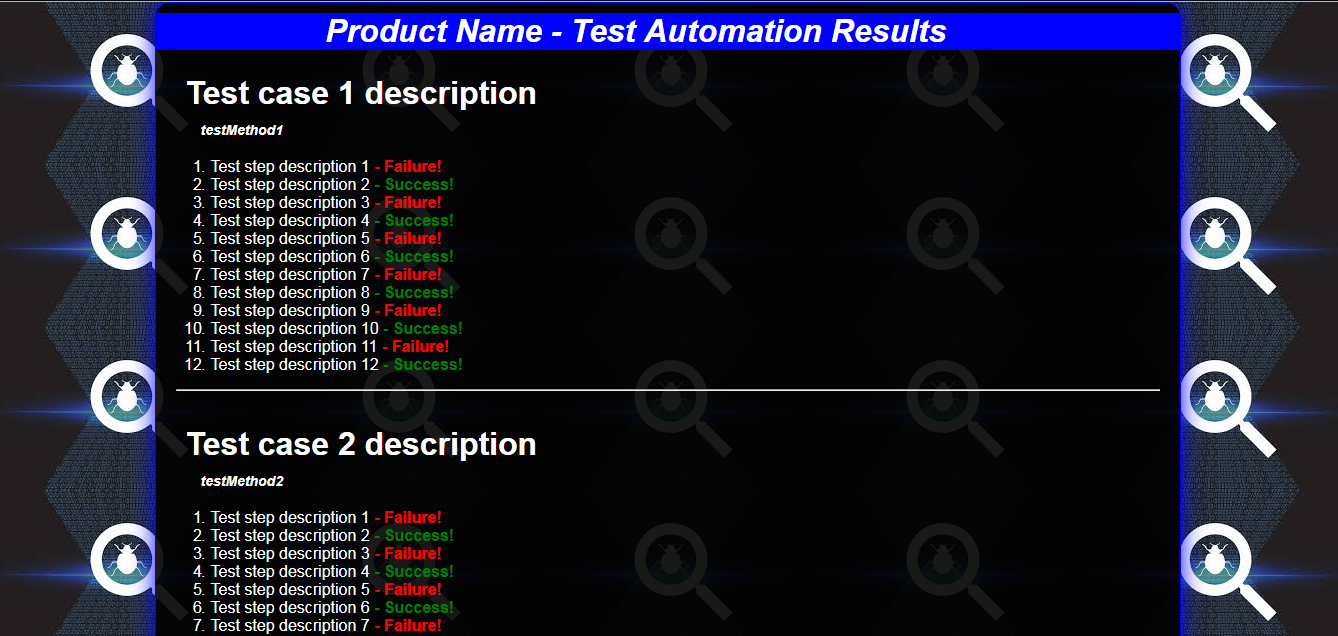 Product Name - Test Automation Results
Test case 1 description
testMethod1
1. Test step description 1 - Failure!
2. Test step description 2 - Success!
3. Test step description 3 - Failure!
4. Test step description 4 - Success!
5. Test step description 5 - Failure!
6. Test step description 6 - Success!
7. Test step description 7 - Failure!
8. Test step description 8 - Success!
9. Test step description 9 - Failure!
10. Test step description 10 - Success!
11. Test step description 11 - Failure!
12. Test step description 12 - Success!
Test case 2 description
testMethod2
1. Test step description 1 - Failure!
2. Test step description 2 - Success!
3. Test step description 3 - Failure!
4. Test step description 4 - Success!
5. Test step description 5 - Failure!
6. Test step description 6 - Success!
7. Test step description 7 - Failure!